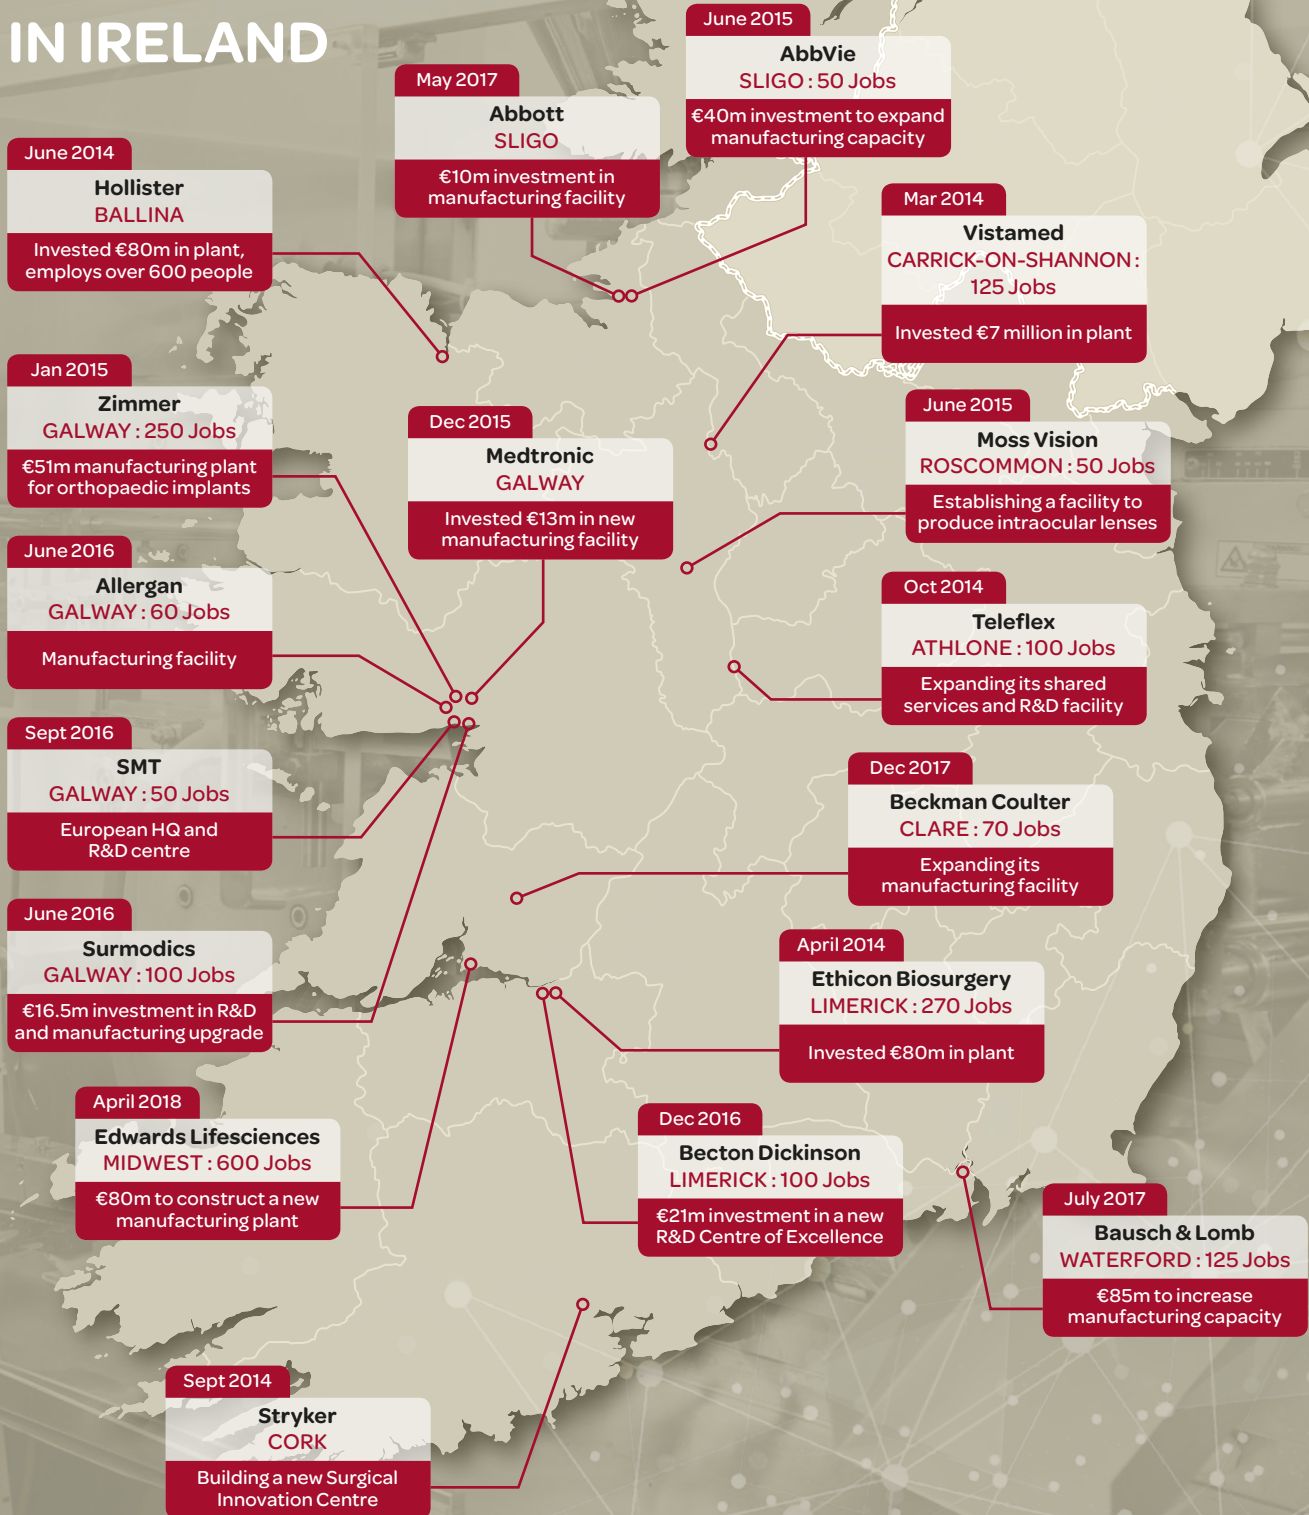 IN IRELAND
June 2015
AbbVie
SLIGO : 50 Jobs
€40m investment to expand
manufacturing capacity
May 2017
Abbott
SLIGO
€10m investment in
manufacturing facility
June 2014
Hollister
BALLINA
Invested €80m in plant,
employs over 600 people
Mar 2014
Vistamed
CARRICK-ON-SHANNON :
125 Jobs
Invested €7 million in plant
Jan 2015
Zimmer
GALWAY : 250 Jobs
€51m manufacturing plant
for orthopaedic implants
Dec 2015
Medtronic
GALWAY
Invested €13m in new
manufacturing facility
June 2015
Moss Vision
ROSCOMMON : 50 Jobs
Establishing a facility to
produce intraocular lenses
June 2016
Allergan
GALWAY : 60 Jobs
Manufacturing facility
Oct 2014
Teleflex
ATHLONE : 100 Jobs
Expanding its shared
services and R&D facility
Sept 2016
SMT
GALWAY : 50 Jobs
European HQ and
R&D centre
Dec 2017
Beckman Coulter
CLARE : 70 Jobs
Expanding its
manufacturing facility
June 2016
Surmodics
GALWAY : 100 Jobs
€16.5m investment in R&D
and manufacturing upgrade
April 2014
Ethicon Biosurgery
LIMERICK : 270 Jobs
Invested €80m in plant
April 2018
Edwards Lifesciences
MIDWEST : 600 Jobs
€80m to construct a new
manufacturing plant
Dec 2016
Becton Dickinson
LIMERICK : 100 Jobs
€21m investment in a new
R&D Centre of Excellence
July 2017
Bausch & Lomb
WATERFORD : 125 Jobs
€85m to increase
manufacturing capacity
Sept 2014
Stryker
CORK
Building a new Surgical
Innovation Centre